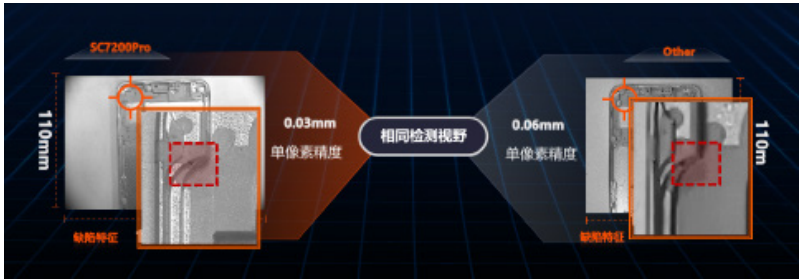 SC7200Pro
Other
110mm
0.03mm
单像素精度
相同检测视野
0.06mm
单像素精度
110m
缺陷特征
缺陷特征